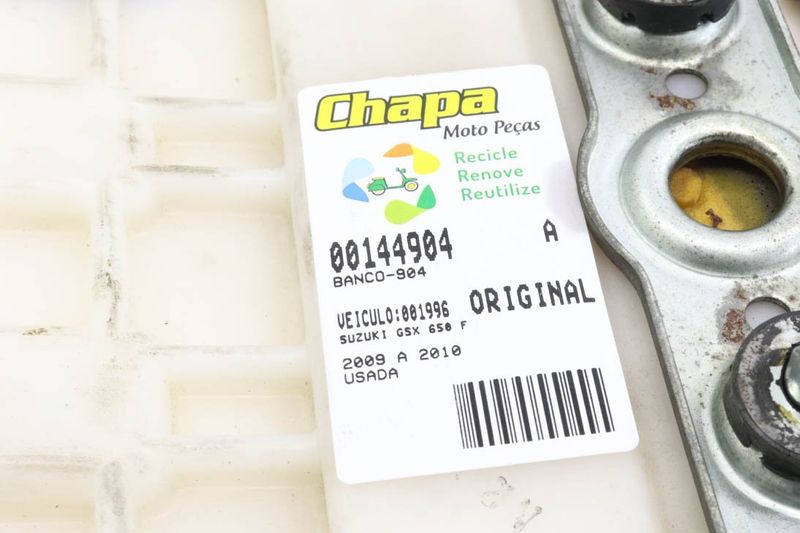 Chapa
Moto Peças
Recicle
Renove
Reutilize
00144904 A
BANCO-904
VEICULO:001996 ORIGINAL
SUZUKI GSX 650 F
2009 A 2010
USADA